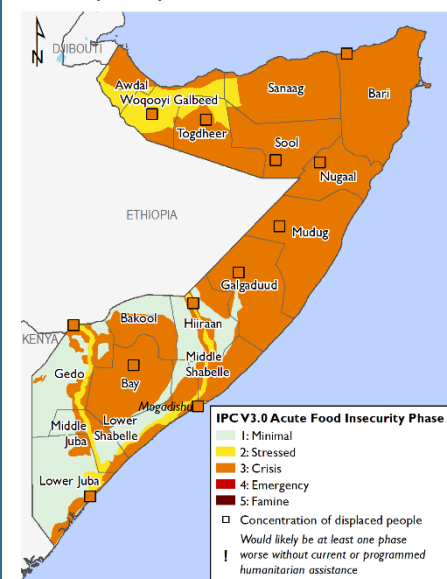 N
DJIBOUTI
Awdal
Woqooyi Galbeed
Togdheer
Sanaag
Bari
Sool
Nugaal
ETHIOPIA
Mudug
Galgaduud
Bakool
Hiiraan
KENYA
Gedo
Bay
Middle
Shabelle
Mogadishu
Middle
Juba
Lower
Shabelle
Lower Juba
IPC V3.0 Acute Food Insecurity Phase
1: Minimal
2: Stressed
3: Crisis
4: Emergency
5: Famine
Concentration of displaced people
Would likely be at least one phase
! worse without current or programmed
humanitarian assistance